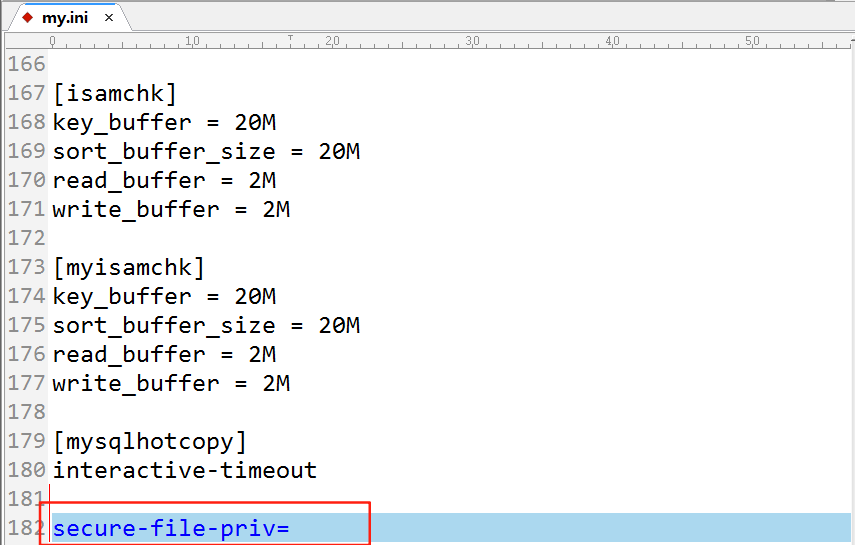 my.ini ×
0 10 20 30 40 50
166
167 [isamchk]
168 key_buffer = 20M
169 sort_buffer_size = 20M
170 read_buffer = 2M
171 write_buffer = 2M
172
173 [myisamchk]
174 key_buffer = 20M
175 sort_buffer_size = 20M
176 read_buffer = 2M
177 write_buffer = 2M
178
179 [mysqlhotcopy]
180 interactive-timeout
181
182 secure-file-priv=